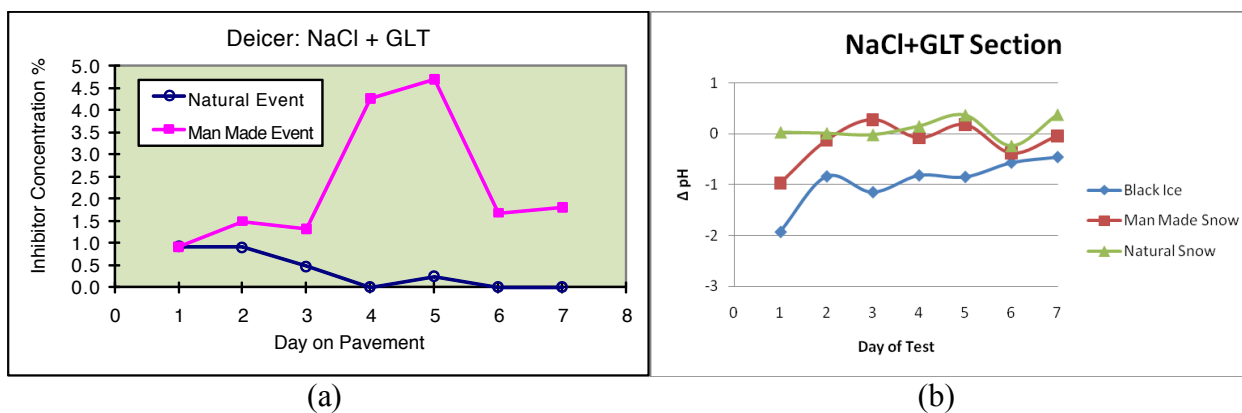 Deicer: NaCl + GLT
Inhibitor Concentration %
5.0
4.5
4.0
3.5
3.0
2.5
2.0
1.5
1.0
0.5
0.0
Natural Event
Man Made Event
0 1 2 3 4 5 6 7 8
Day on Pavement
(a)
NaCl+GLT Section
Δ pH
1
0
-1
-2
-3
0 1 2 3 4 5 6 7
Day of Test
Black Ice
Man Made Snow
Natural Snow
(b)